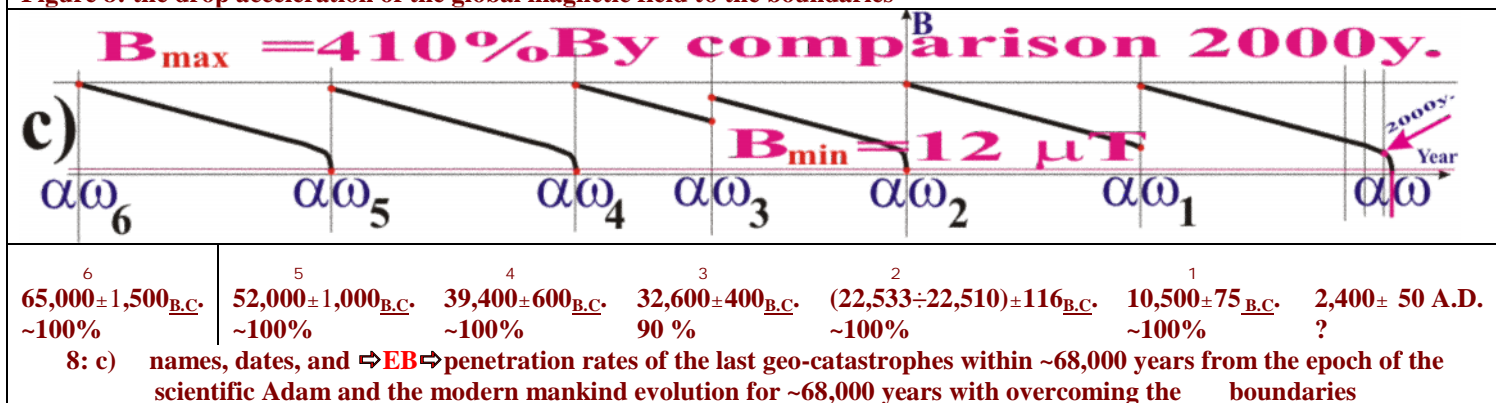 Figure 8: the drop acceleration of the global magnetic field to the boundaries
B
Bmax =410%By comparison 2000y.
c)
2000y.
Bmin=12 μT
Year
αω6 αω5 αω4 αω3 αω2 αω1 αω
6 5 4 3 2 1
65,000±1,500B.C. 52,000±1,000B.C. 39,400±600B.C. 32,600±400B.C. (22,533÷22,510)±116B.C. 10,500±75 B.C. 2,400± 50 A.D.
~100% ~100% ~100% 90 % ~100% ~100% ?
8: c) names, dates, and ⇨EB⇨penetration rates of the last geo-catastrophes within ~68,000 years from the epoch of the
scientific Adam and the modern mankind evolution for ~68,000 years with overcoming the boundaries